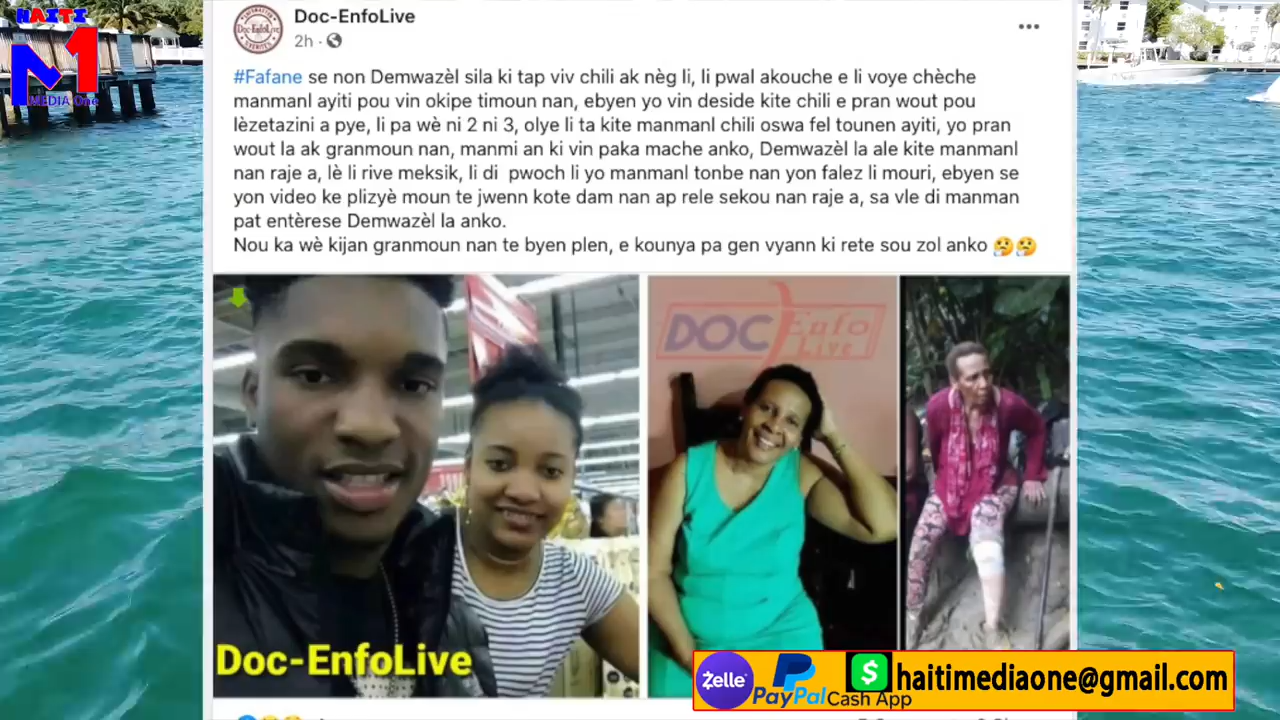 HAITI
M1
MEDIA One
Doc-EnfoLive
2h ·
#Fafane se non Demwazèl sila ki tap viv chili ak nèg li, li pwal akouche e li voye chèche
manmanl ayiti pou vin okipe timoun nan, ebyen yo vin deside kite chili e pran wout pou
lèzetazini a pye, li pa wè ni 2 ni 3, olye li ta kite manmanl chili oswa fel tounen ayiti, yo pran
wout la ak granmoun nan, manmi an ki vin paka mache anko, Demwazèl la ale kite manmanl
nan raje a, lè li rive meksik, li di pwoch li yo manmanl tonbe nan yon falez li mouri, ebyen se
yon video ke plizyè moun te jwenn kote dam nan ap rele sekou nan raje a, sa vle di manman
pat entèrese Demwazèl la anko.
Nou ka wè kijan granmoun nan te byen plen, e kounya pa gen vyann ki rete sou zol anko
DOC Enfo
LIVE
Doc-EnfoLive
Zelle
PayPal
$
Cash App
haitimediaone@gmail.com